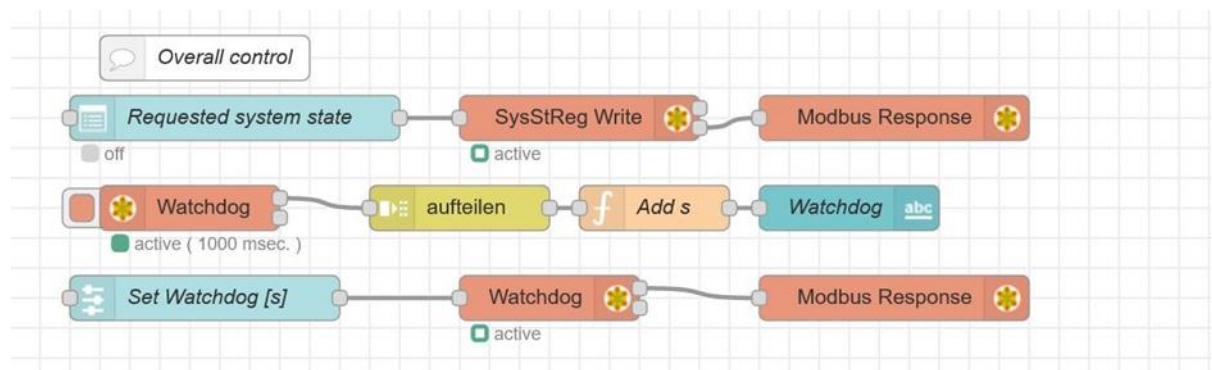 Overall control
Requested system state
SysStReg Write
Modbus Response
off
active
Watchdog
aufteilen
f
Add s
Watchdog
abc
active ( 1000 msec. )
Set Watchdog [s]
Watchdog
Modbus Response
active